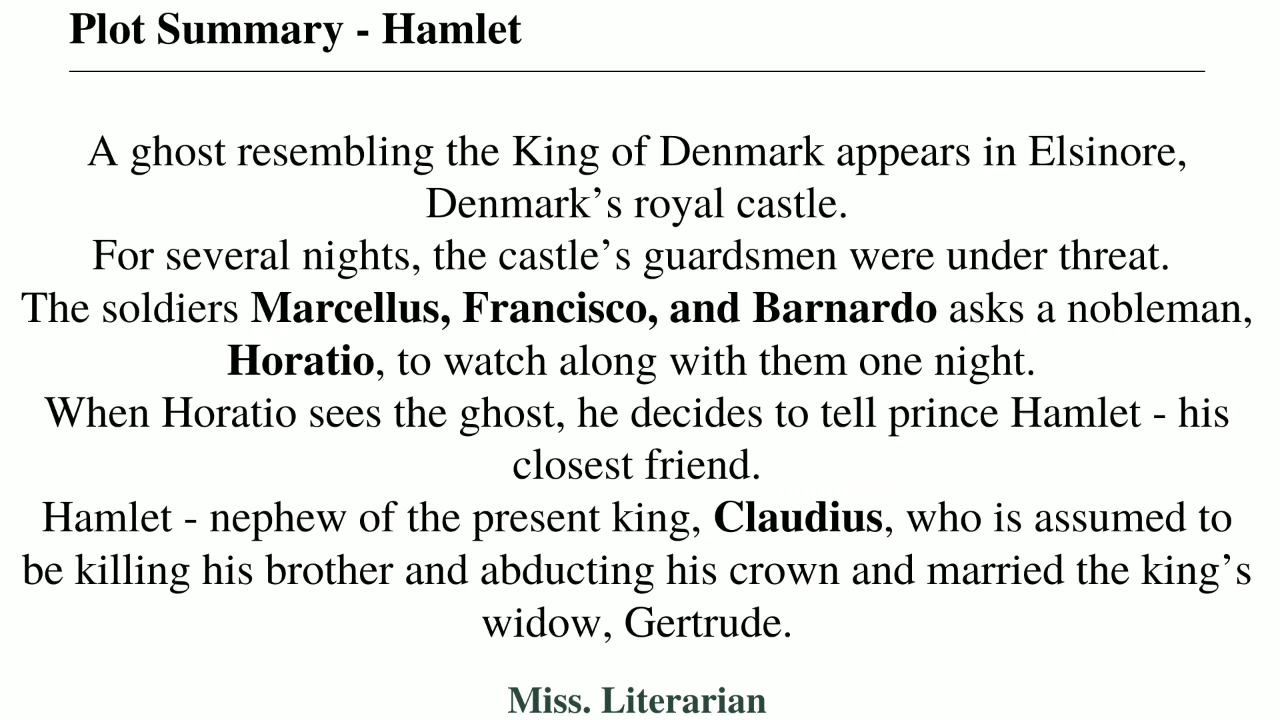 Plot Summary - Hamlet
A ghost resembling the King of Denmark appears in Elsinore,
Denmark’s royal castle.
For several nights, the castle’s guardsmen were under threat.
The soldiers Marcellus, Francisco, and Barnardo asks a nobleman,
Horatio, to watch along with them one night.
When Horatio sees the ghost, he decides to tell prince Hamlet - his
closest friend.
Hamlet - nephew of the present king, Claudius, who is assumed to
be killing his brother and abducting his crown and married the king’s
widow, Gertrude.
Miss. Literarian